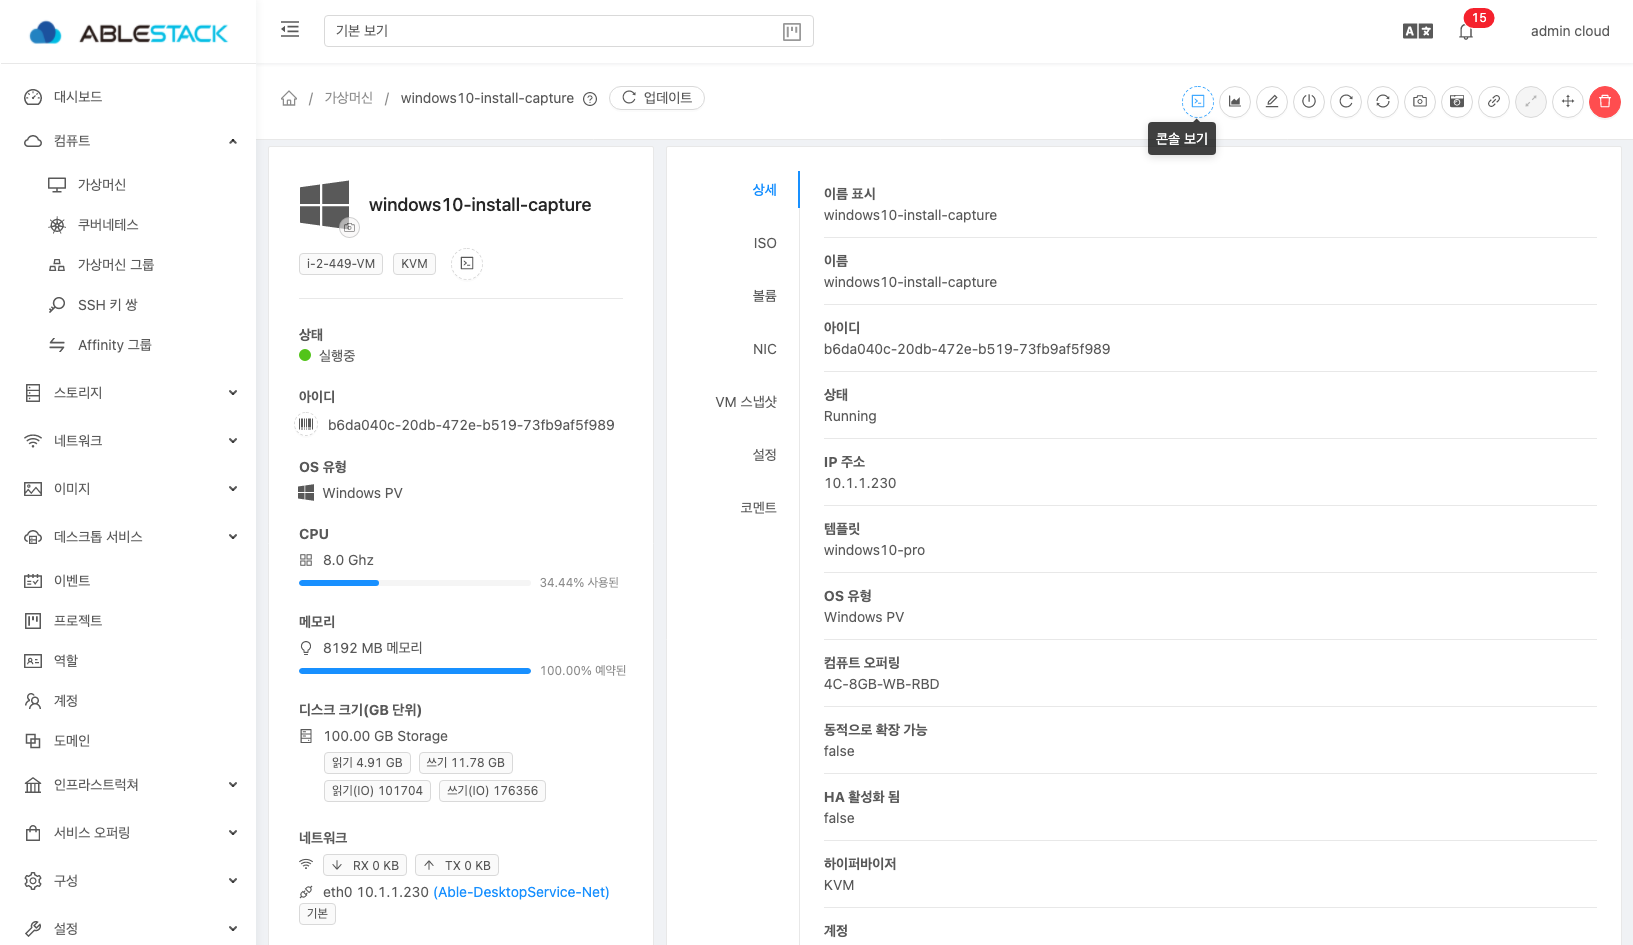 ABLESTACK
기본 보기
15
admin cloud
대시보드
컴퓨트
가상머신
쿠버네테스
가상머신 그룹
SSH 키 쌍
Affinity 그룹
스토리지
네트워크
이미지
데스크톱 서비스
이벤트
프로젝트
역할
계정
도메인
인프라스트럭쳐
서비스 오퍼링
구성
설정
/ 가상머신 / windows10-install-capture
업데이트
콘솔 보기
windows10-install-capture
i-2-449-VM KVM
상태
실행중
아이디
b6da040c-20db-472e-b519-73fb9af5f989
OS 유형
Windows PV
CPU
8.0 Ghz
34.44% 사용된
메모리
8192 MB 메모리
100.00% 예약된
디스크 크기(GB 단위)
100.00 GB Storage
읽기 4.91 GB 쓰기 11.78 GB
읽기(IO) 101704 쓰기(IO) 176356
네트워크
RX 0 KB TX 0 KB
eth0 10.1.1.230 (Able-DesktopService-Net)
기본
상세
ISO
볼륨
NIC
VM 스냅샷
설정
코멘트
이름 표시
windows10-install-capture
이름
windows10-install-capture
아이디
b6da040c-20db-472e-b519-73fb9af5f989
상태
Running
IP 주소
10.1.1.230
템플릿
windows10-pro
OS 유형
Windows PV
컴퓨트 오퍼링
4C-8GB-WB-RBD
동적으로 확장 가능
false
HA 활성화 됨
false
하이퍼바이저
KVM
계정